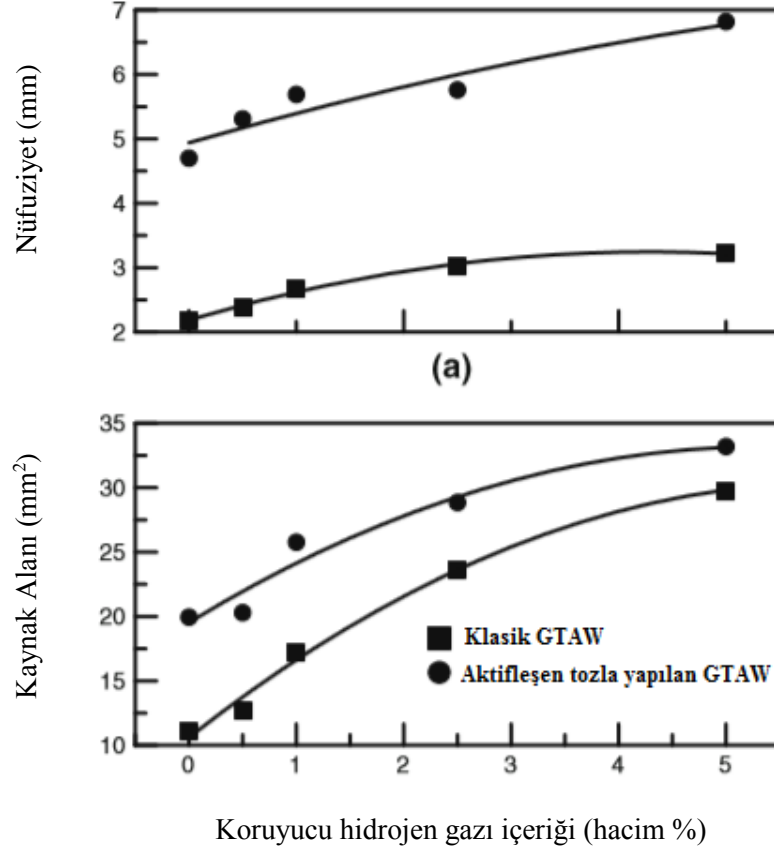 7
6
5
4
3
2
Nüfuziyet (mm)
(a)
35
30
25
20
15
10
Kaynak Alanı (mm²)
Klasik GTAW
Aktifleşen tozla yapılan GTAW
0 1 2 3 4 5
Koruyucu hidrojen gazı içeriği (hacim %)